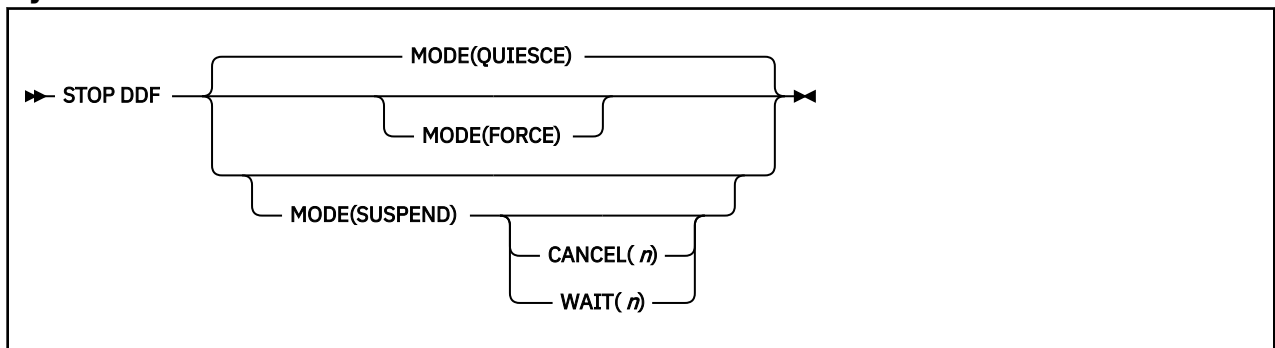 MODE(QUIESCE)
STOP DDF
MODE(FORCE)
MODE(SUSPEND)
CANCEL( n)
WAIT( n)